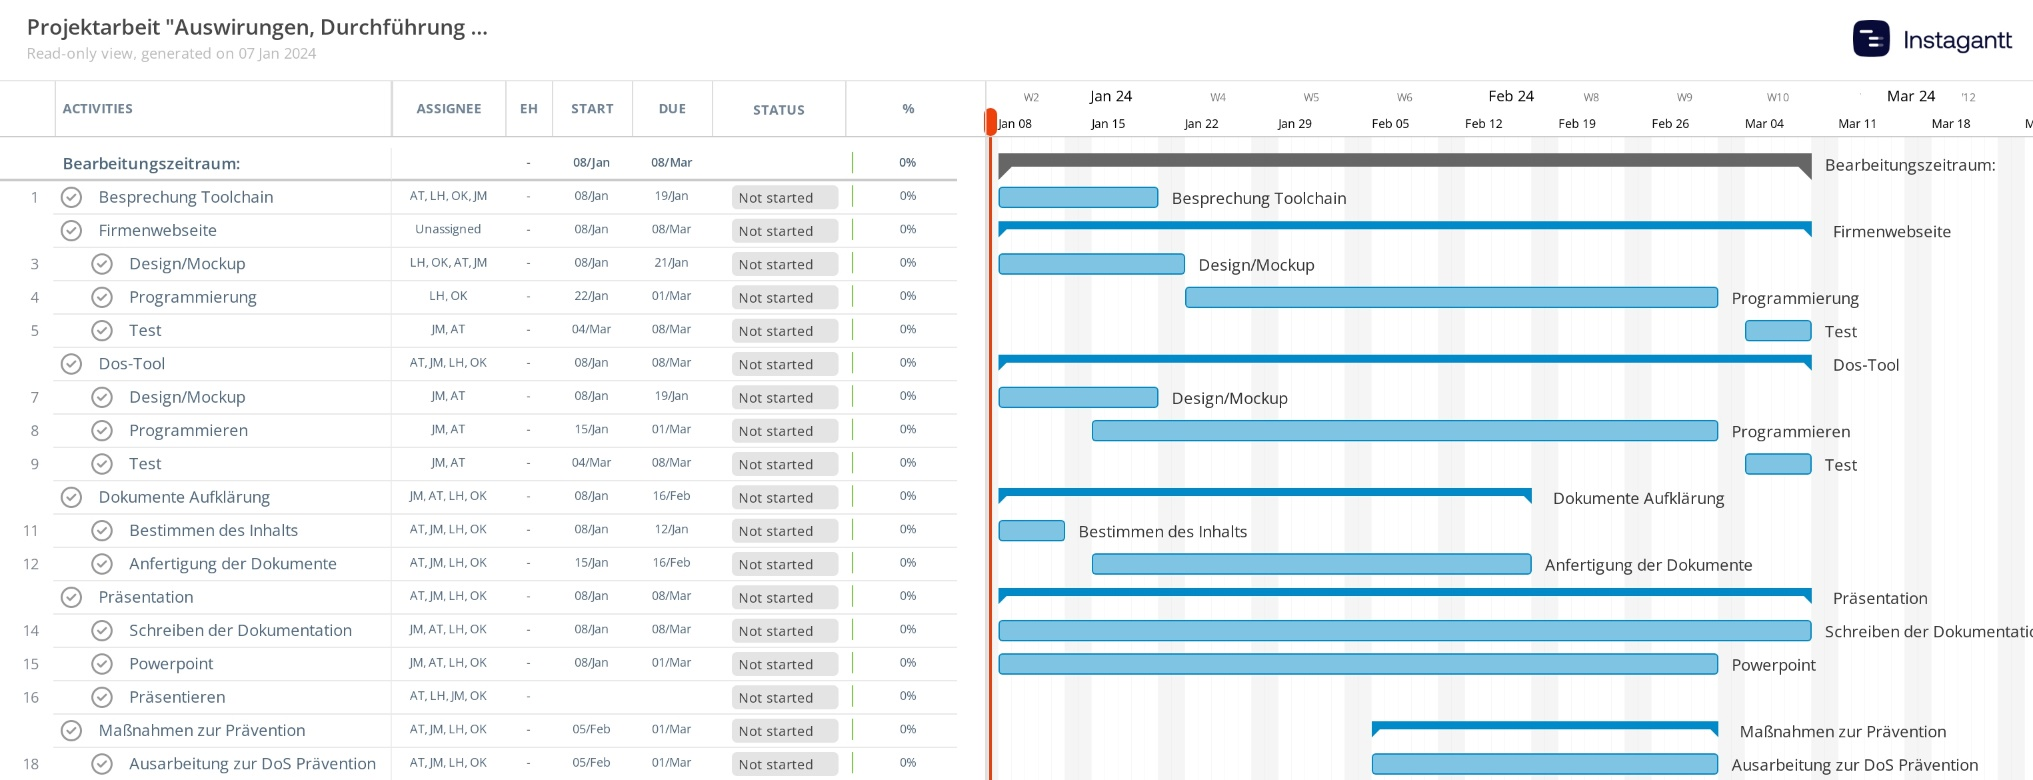 Projektarbeit "Auswirungen, Durchführung ...
Read-only view, generated on 07 Jan 2024
Instagantt
ACTIVITIES ASSIGNEE EH START DUE STATUS %
W2 Jan 24 W4 W5 W6 Feb 24 W8 W9 W10 Mar 24 '12
Jan 08 Jan 15 Jan 22 Jan 29 Feb 05 Feb 12 Feb 19 Feb 26 Mar 04 Mar 11 Mar 18 M
Bearbeitungszeitraum: - 08/Jan 08/Mar 0% Bearbeitungszeitraum:
1 Besprechung Toolchain AT, LH, OK, JM - 08/Jan 19/Jan Not started 0% Besprechung Toolchain
Firmenwebseite Unassigned - 08/Jan 08/Mar Not started 0% Firmenwebseite
3 Design/Mockup LH, OK, AT, JM - 08/Jan 21/Jan Not started 0% Design/Mockup
4 Programmierung LH, OK - 22/Jan 01/Mar Not started 0% Programmierung
5 Test JM, AT - 04/Mar 08/Mar Not started 0% Test
Dos-Tool AT, JM, LH, OK - 08/Jan 08/Mar Not started 0% Dos-Tool
7 Design/Mockup JM, AT - 08/Jan 19/Jan Not started 0% Design/Mockup
8 Programmieren JM, AT - 15/Jan 01/Mar Not started 0% Programmieren
9 Test JM, AT - 04/Mar 08/Mar Not started 0% Test
Dokumente Aufklärung JM, AT, LH, OK - 08/Jan 16/Feb Not started 0% Dokumente Aufklärung
11 Bestimmen des Inhalts AT, JM, LH, OK - 08/Jan 12/Jan Not started 0% Bestimmen des Inhalts
12 Anfertigung der Dokumente AT, JM, LH, OK - 15/Jan 16/Feb Not started 0% Anfertigung der Dokumente
Präsentation AT, JM, LH, OK - 08/Jan 08/Mar Not started 0% Präsentation
14 Schreiben der Dokumentation JM, AT, LH, OK - 08/Jan 08/Mar Not started 0% Schreiben der Dokumentatio
15 Powerpoint JM, AT, LH, OK - 08/Jan 01/Mar Not started 0% Powerpoint
16 Präsentieren AT, LH, JM, OK - Not started 0%
Maßnahmen zur Prävention AT, JM, LH, OK - 05/Feb 01/Mar Not started 0% Maßnahmen zur Prävention
18 Ausarbeitung zur DoS Prävention AT, JM, LH, OK - 05/Feb 01/Mar Not started 0% Ausarbeitung zur DoS Prävention